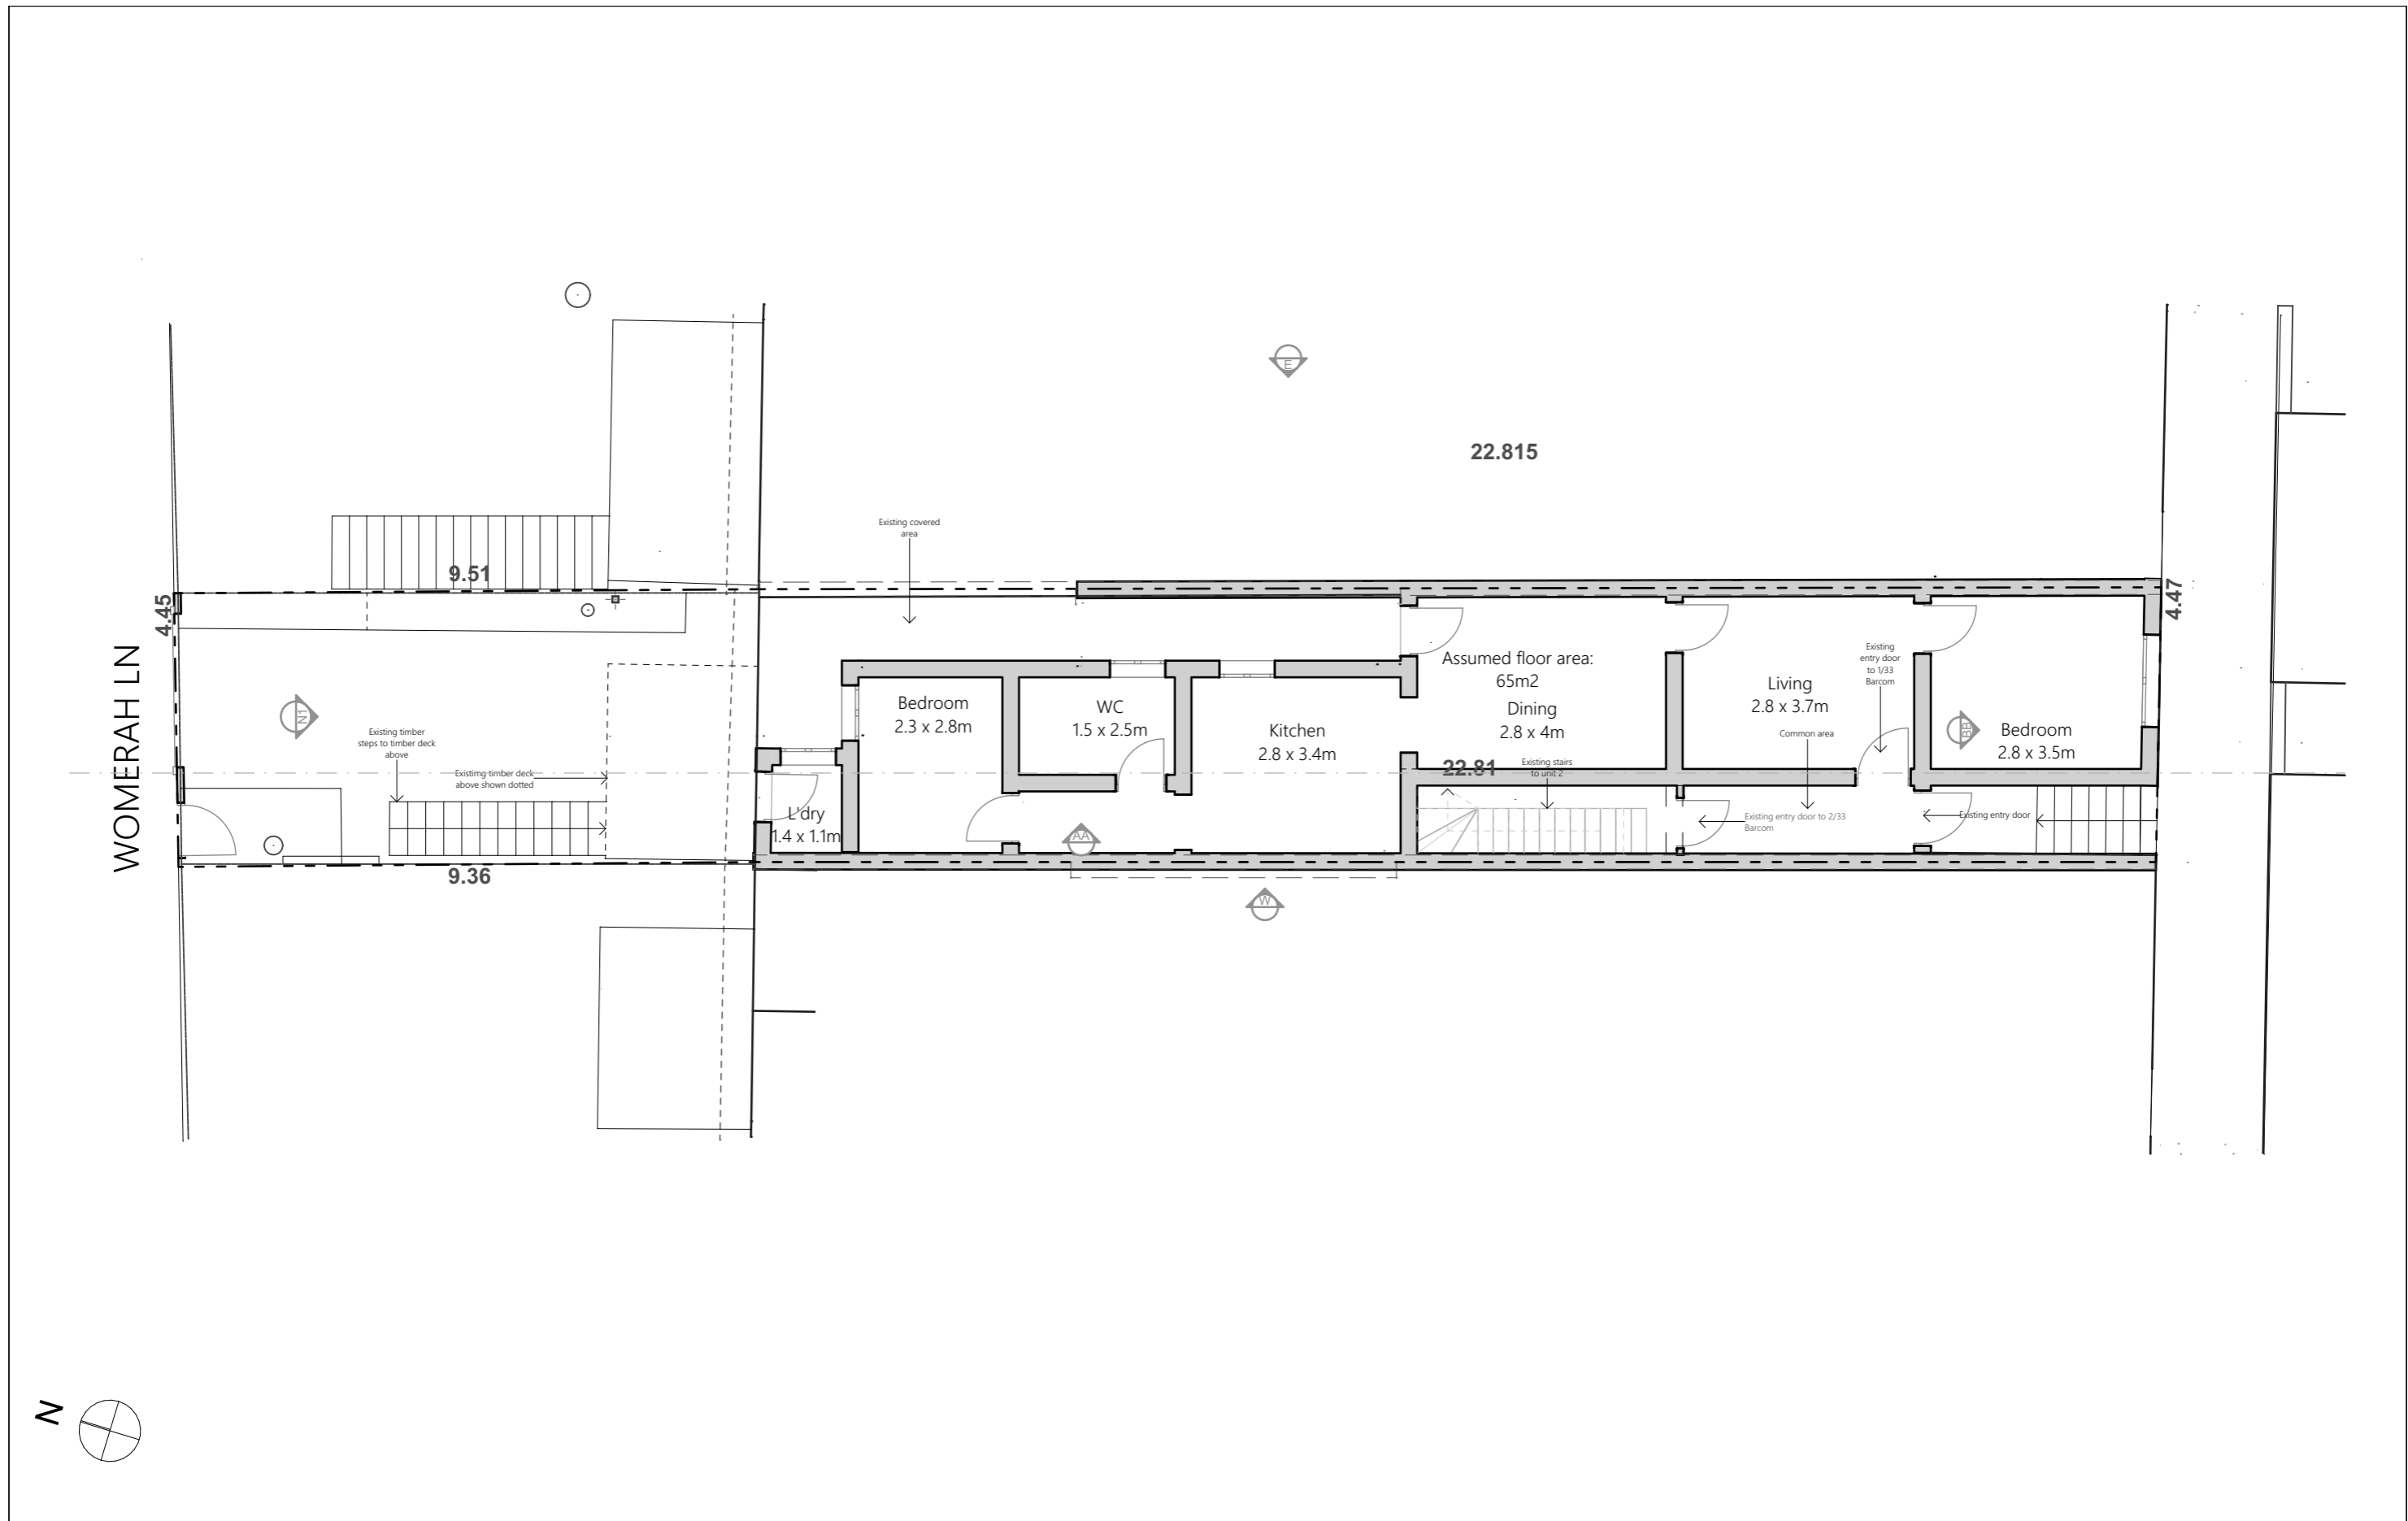 E
22.815
Existing covered
area
9.51
4.45
4.47
WOMERAH LN
N1
Existing timber
steps to timber deck
above
Existimg timber deck
above shown dotted
Bedroom
2.3 x 2.8m
WC
1.5 x 2.5m
Kitchen
2.8 x 3.4m
Assumed floor area:
65m2
Dining
2.8 x 4m
Living
2.8 x 3.7m
Existing
entry door
to 1/33
Barcom
Common area
BB
Bedroom
2.8 x 3.5m
22.81
Existing stairs
to unit 2
L'dry
1.4 x 1.1m
AA
Existing entry door to 2/33
Barcom
Existing entry door
9.36
W
N